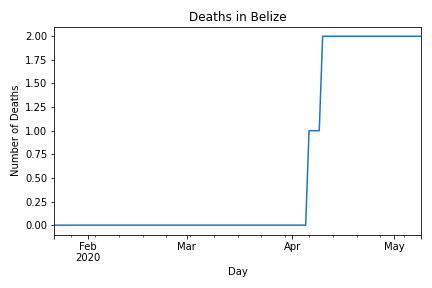 Deaths in Belize
2.00
1.75
1.50
1.25
1.00
0.75
0.50
0.25
0.00
Number of Deaths
Feb
2020
Mar
Apr
May
Day